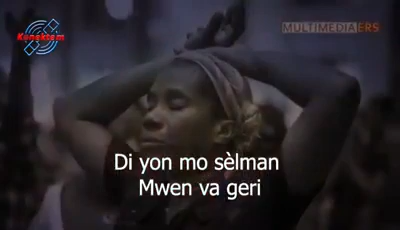 Konektem
MULTIMEDIAERS
Di yon mo sèlman
Mwen va geri